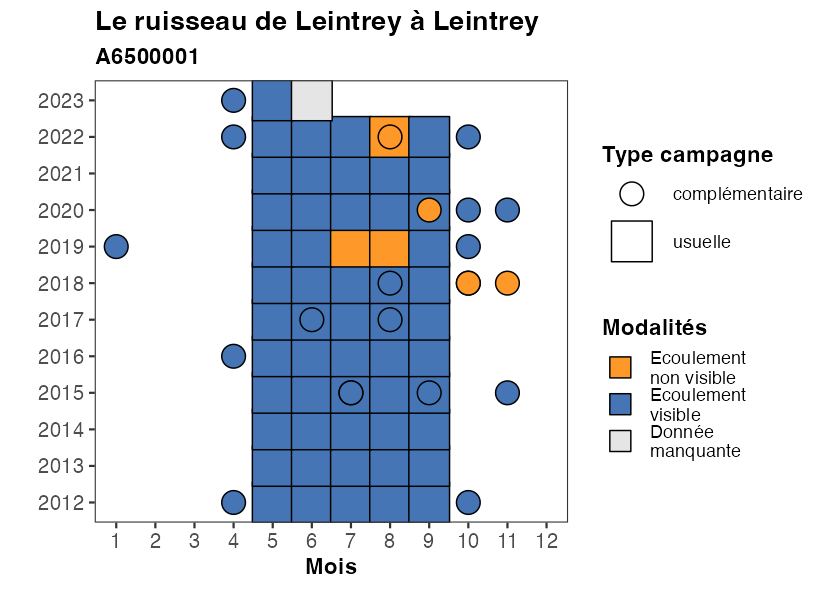 Le ruisseau de Leintrey à Leintrey
A6500001
2023
2022
2021
2020
2019
2018
2017
2016
2015
2014
2013
2012
1 2 3 4 5 6 7 8 9 10 11 12
Mois
Type campagne
complémentaire
usuelle
Modalités
Ecoulement
non visible
Ecoulement
visible
Donnée
manquante